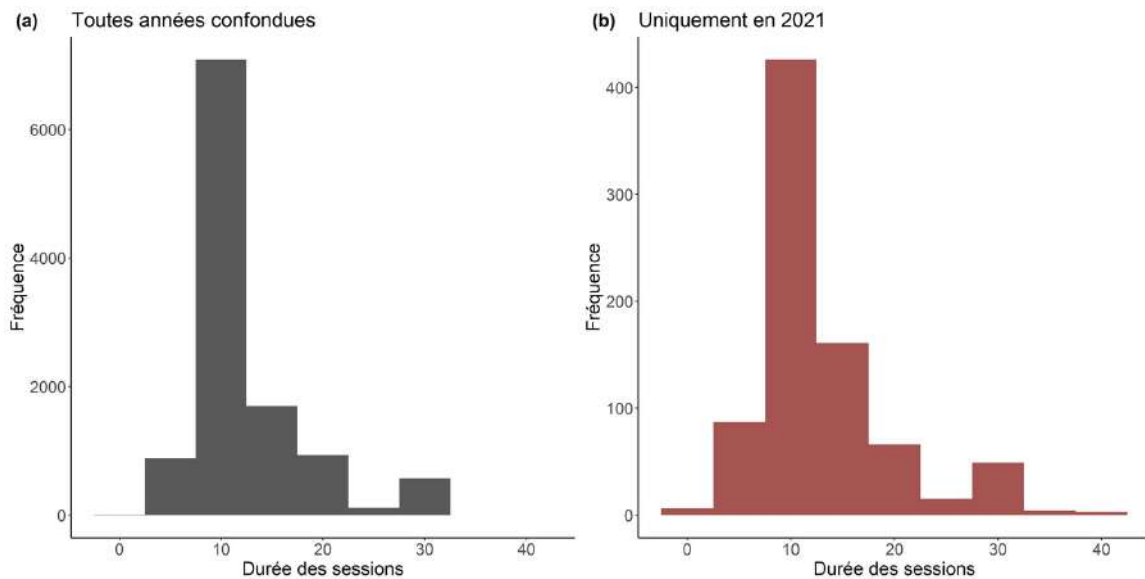 (a) Toutes années confondues
6000
4000
2000
0
Fréquence
0 10 20 30 40
Durée des sessions
(b) Uniquement en 2021
400
300
200
100
0
Fréquence
0 10 20 30 40
Durée des sessions